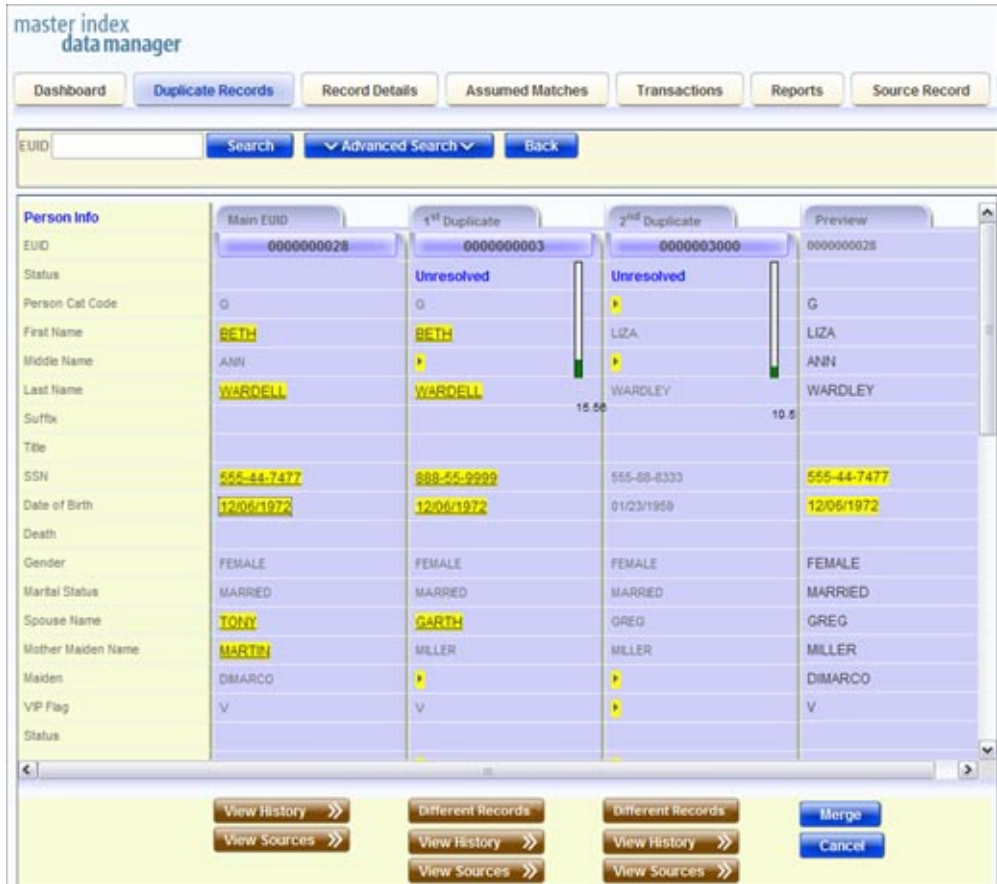 master index
data manager
Dashboard Duplicate Records Record Details Assumed Matches Transactions Reports Source Record
EUID Search Advanced Search Back
Person Info Main EUID 1st Duplicate 2nd Duplicate Preview
EUID 0000000028 0000000003 0000003000 0000000028
Status Unresolved Unresolved
Person Cat Code G G G
First Name BETH BETH LIZA LIZA
Middle Name ANN ANN
Last Name WARDELL WARDELL WARDLEY WARDLEY
15.56 10.5
Suffix
Title
SSN 555-44-7477 888-55-9999 555-88-8333 555-44-7477
Date of Birth 12/06/1972 12/06/1972 01/23/1959 12/06/1972
Death
Gender FEMALE FEMALE FEMALE FEMALE
Marital Status MARRIED MARRIED MARRIED MARRIED
Spouse Name TONY GARTH GREG GREG
Mother Maiden Name MARTIN MILLER MILLER MILLER
Maiden DIMARCO DIMARCO
VIP Flag V V V
Status
View History Different Records Different Records Merge
View Sources View History View History Cancel
View Sources View Sources